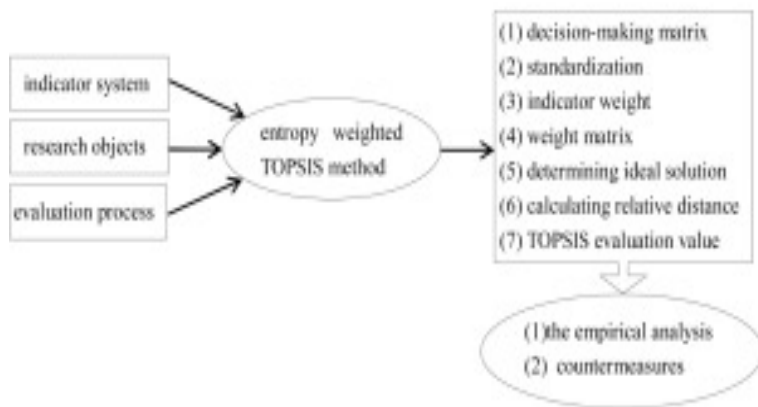 indicator system
research objects
evaluation process
entropy weighted
TOPSIS method
(1) decision-making matrix
(2) standardization
(3) indicator weight
(4) weight matrix
(5) determining ideal solution
(6) calculating relative distance
(7) TOPSIS evaluation value
(1)the empirical analysis
(2) countermeasures